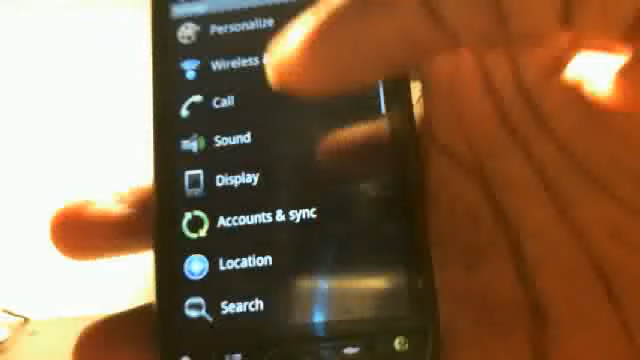 Personalize
Wireless
Call
Sound
Display
Accounts & sync
Location
Search